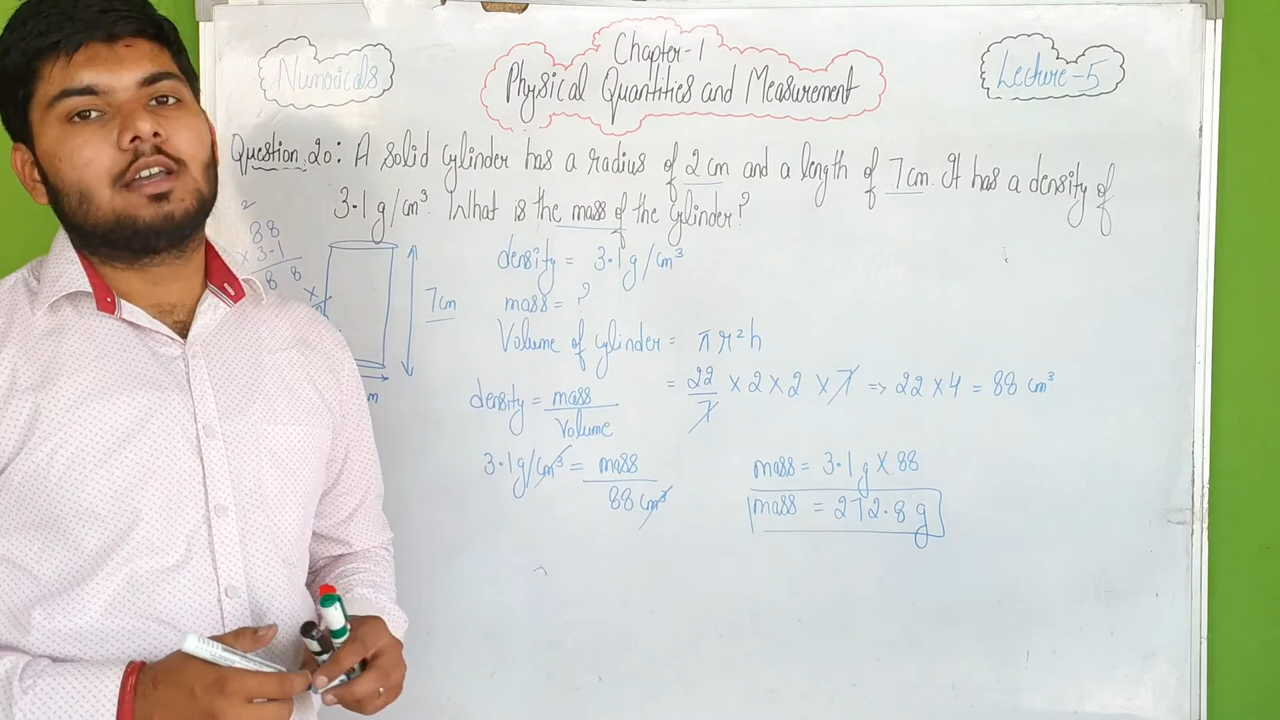 Numericals
Chapter-1
Physical Quantities and Measurement
Lecture-5
Question 20: A solid cylinder has a radius of 2 cm and a length of 7cm. It has a density of
3.1 g/cm³. What is the mass of the cylinder?
2
88
× 3.1
8 8
×
7cm
m
density = 3.1 g/cm³
mass = ?
Volume of cylinder = πr²h
= 22/7 × 2 × 2 × 7 ⇒ 22 × 4 = 88 cm³
density = mass/Volume
3.1g/cm³ = mass/88 cm³
mass = 3.1 g × 88
mass = 272.8 g